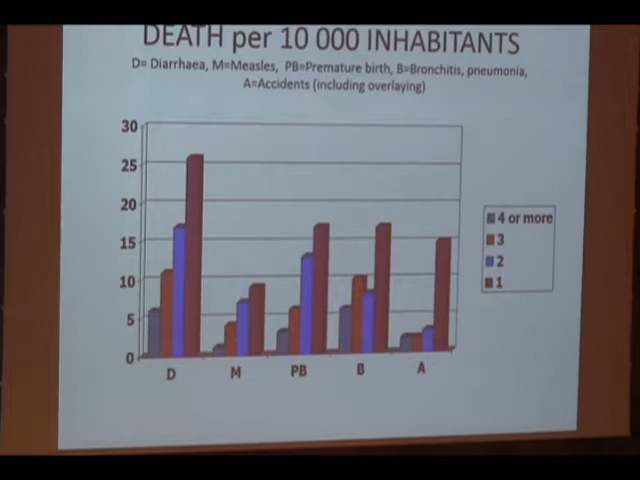 DEATH per 10 000 INHABITANTS
D= Diarrhaea, M=Measles, PB=Premature birth, B=Bronchitis, pneumonia,
A=Accidents (including overlaying)
30
25
20
15
10
5
0
D M PB B A
4 or more
3
2
1